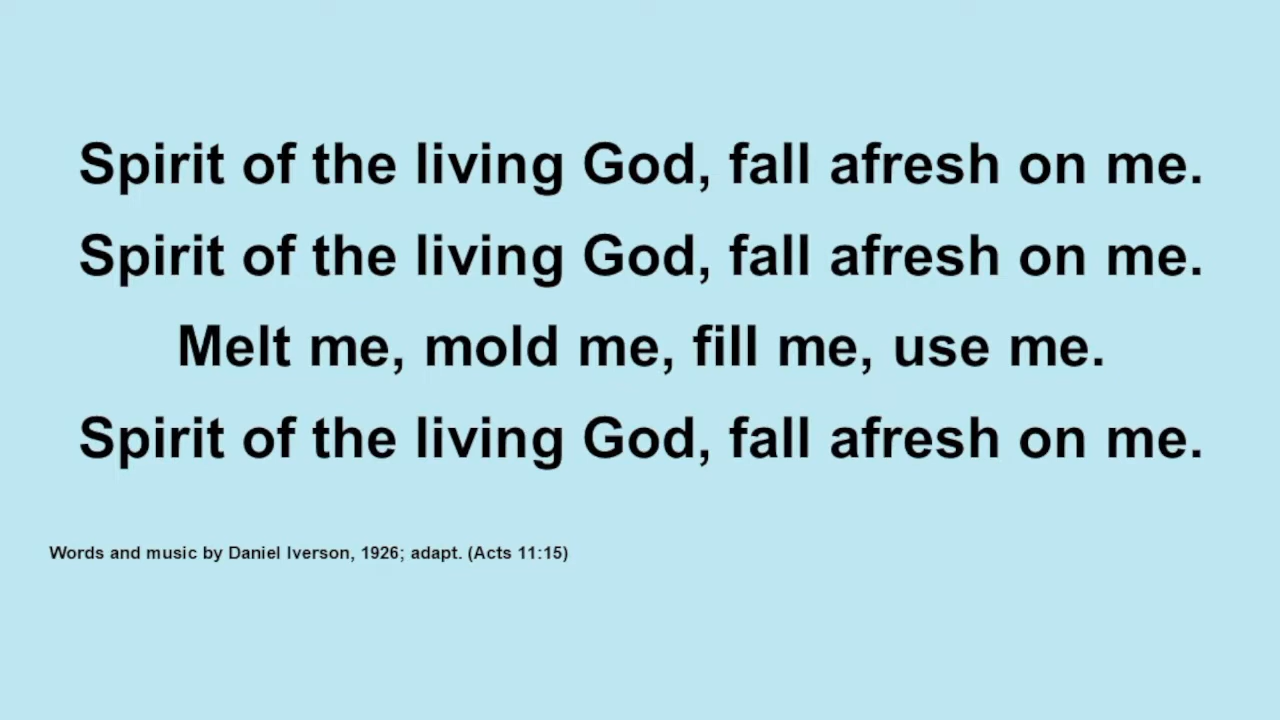 Spirit of the living God, fall afresh on me.
Spirit of the living God, fall afresh on me.
Melt me, mold me, fill me, use me.
Spirit of the living God, fall afresh on me.
Words and music by Daniel Iverson, 1926; adapt. (Acts 11:15)